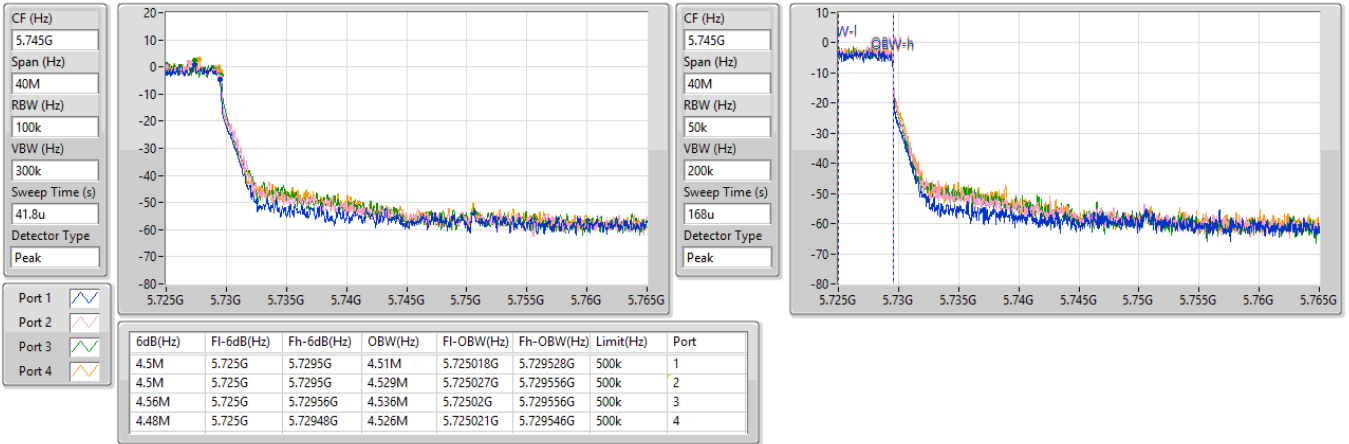 CF (Hz)
5.745G
Span (Hz)
40M
RBW (Hz)
100k
VBW (Hz)
300k
Sweep Time (s)
41.8u
Detector Type
Peak
20
10
0
-10
-20
-30
-40
-50
-60
-70
-80
5.725G 5.73G 5.735G 5.74G 5.745G 5.75G 5.755G 5.76G 5.765G
CF (Hz)
5.745G
Span (Hz)
40M
RBW (Hz)
50k
VBW (Hz)
200k
Sweep Time (s)
168u
Detector Type
Peak
10
0
-10
-20
-30
-40
-50
-60
-70
-80
W-l
OBW-h
5.725G 5.73G 5.735G 5.74G 5.745G 5.75G 5.755G 5.76G 5.765G
Port 1
Port 2
Port 3
Port 4
6dB(Hz) Fl-6dB(Hz) Fh-6dB(Hz) OBW(Hz) Fl-OBW(Hz) Fh-OBW(Hz) Limit(Hz) Port
4.5M 5.725G 5.7295G 4.51M 5.725018G 5.729528G 500k 1
4.5M 5.725G 5.7295G 4.529M 5.725027G 5.729556G 500k 2
4.56M 5.725G 5.72956G 4.536M 5.72502G 5.729556G 500k 3
4.48M 5.725G 5.72948G 4.526M 5.725021G 5.729546G 500k 4